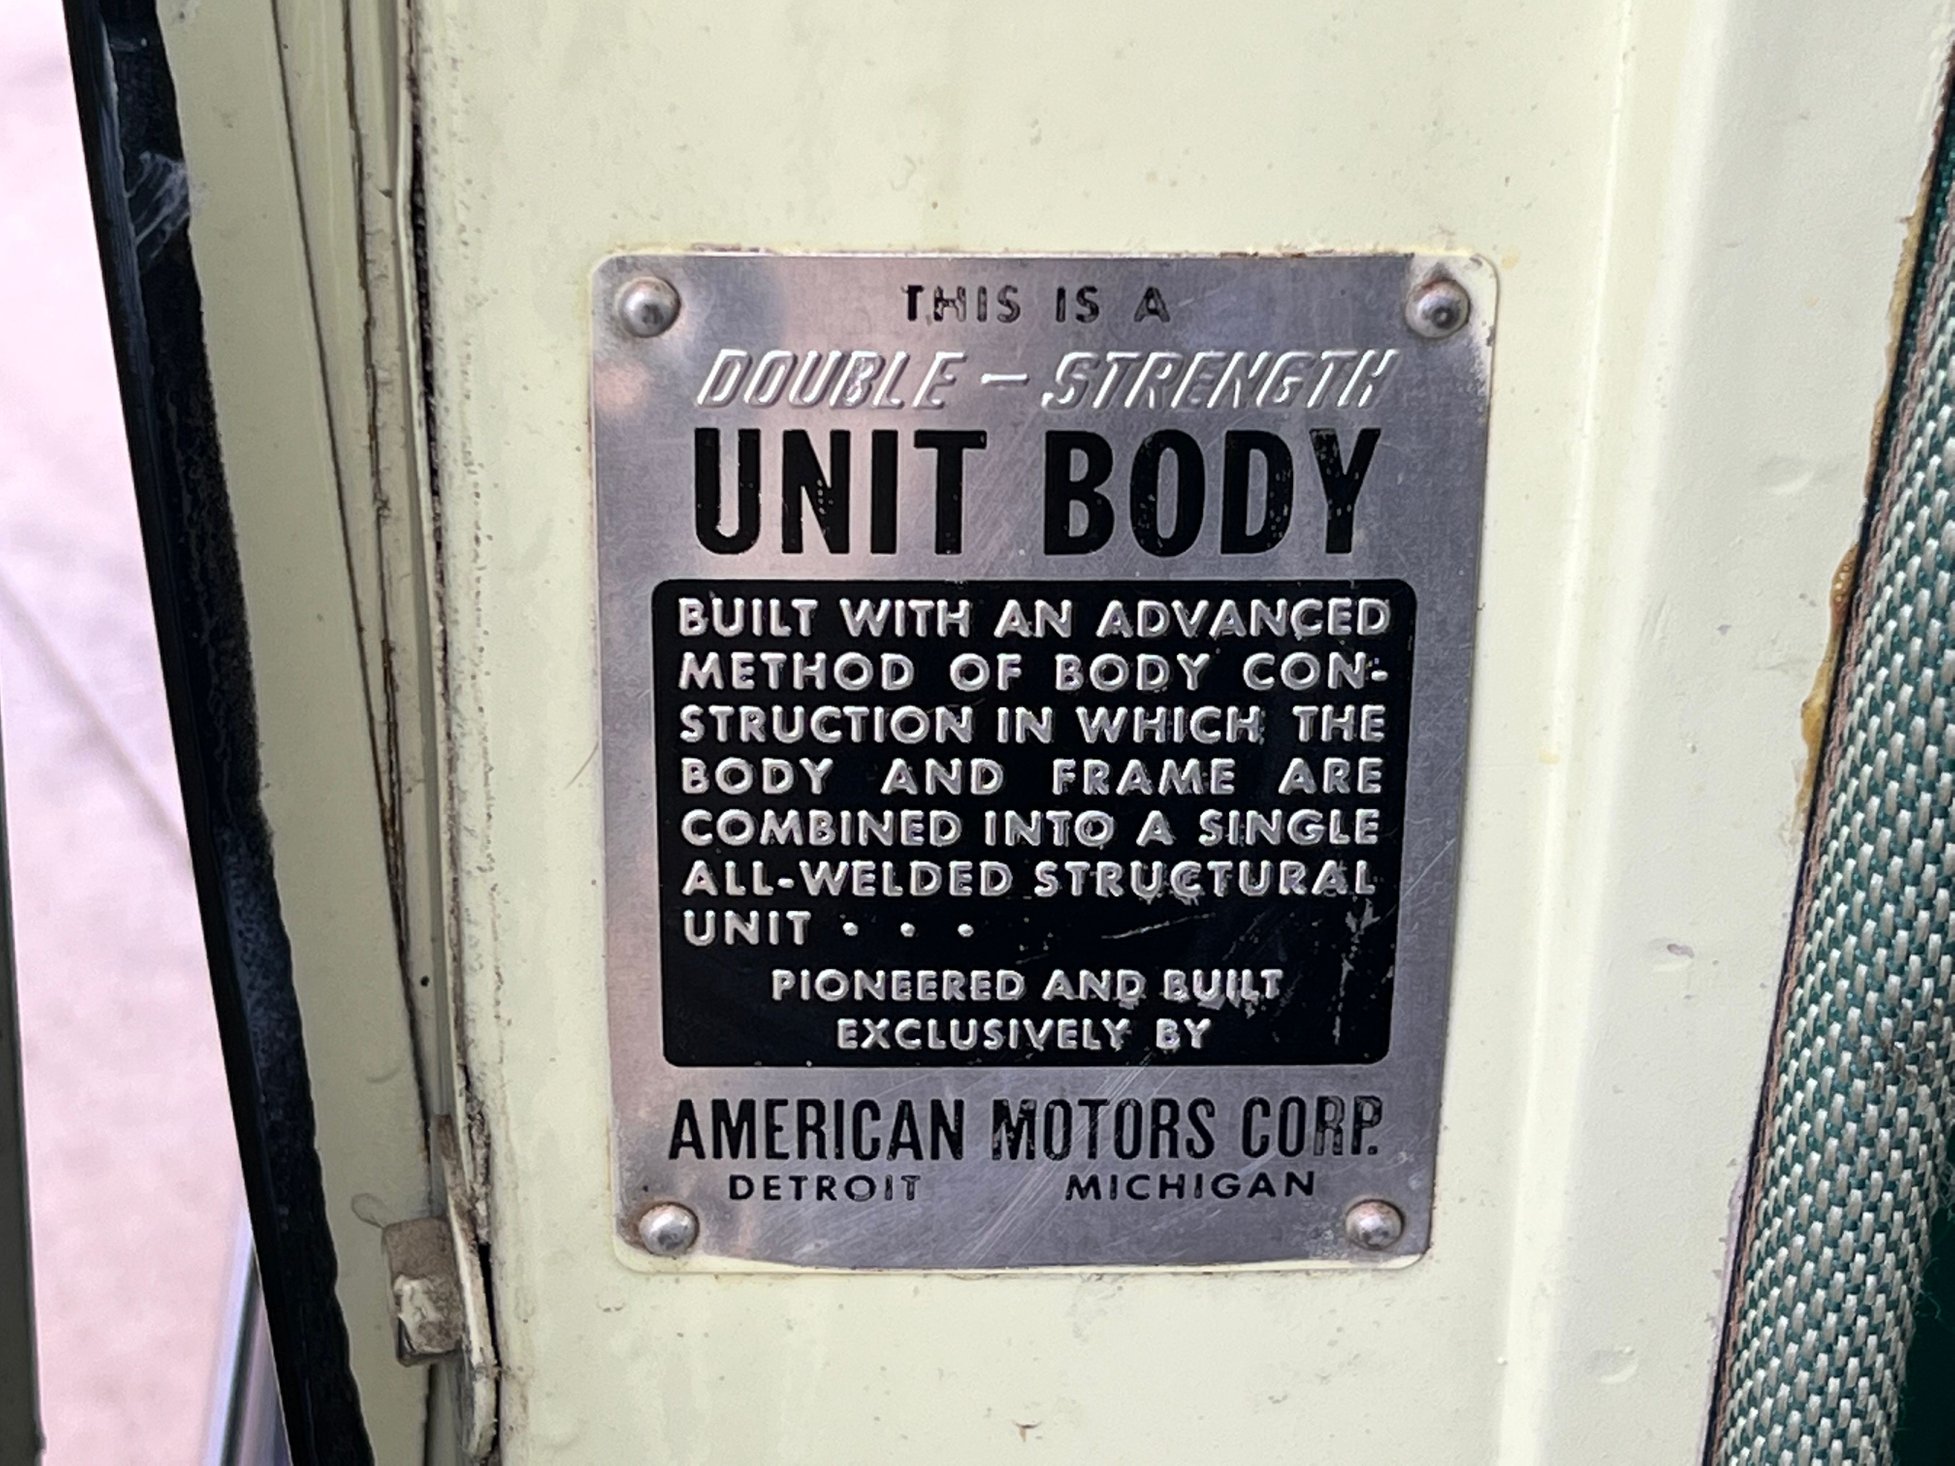 THIS IS A
DOUBLE - STRENGTH
UNIT BODY
BUILT WITH AN ADVANCED
METHOD OF BODY CON-
STRUCTION IN WHICH THE
BODY AND FRAME ARE
COMBINED INTO A SINGLE
ALL-WELDED STRUCTURAL
UNIT . . .
PIONEERED AND BUILT
EXCLUSIVELY BY
AMERICAN MOTORS CORP.
DETROIT MICHIGAN